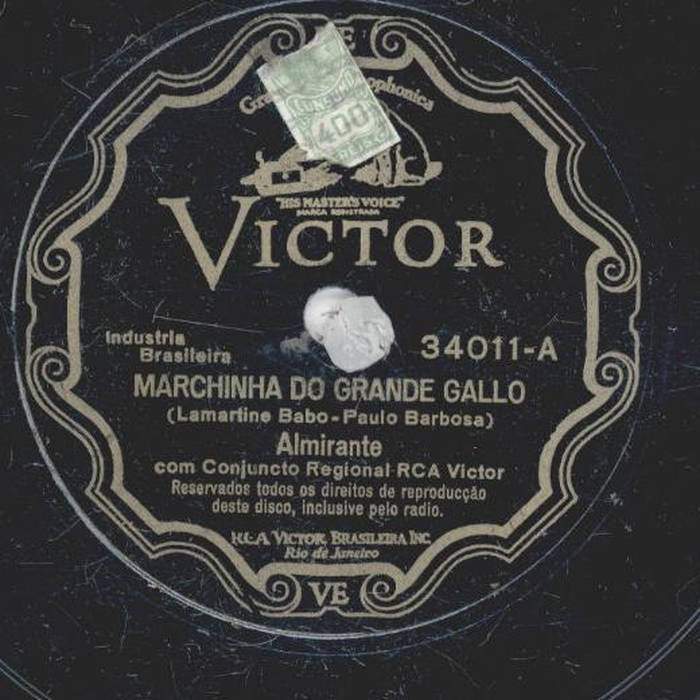 VE
CONSUMO
400
"HIS MASTER'S VOICE"
MARCA REGISTRADA
VICTOR
Industria
Brasileira
34011-A
MARCHINHA DO GRANDE GALLO
(Lamartine Babo-Paulo Barbosa)
Almirante
com Conjuncto Regional RCA Victor
Reservados todos os direitos de reproducção
deste disco, inclusive pelo radio.
RCA VICTOR BRASILEIRA INC.
Rio de Janeiro
VE